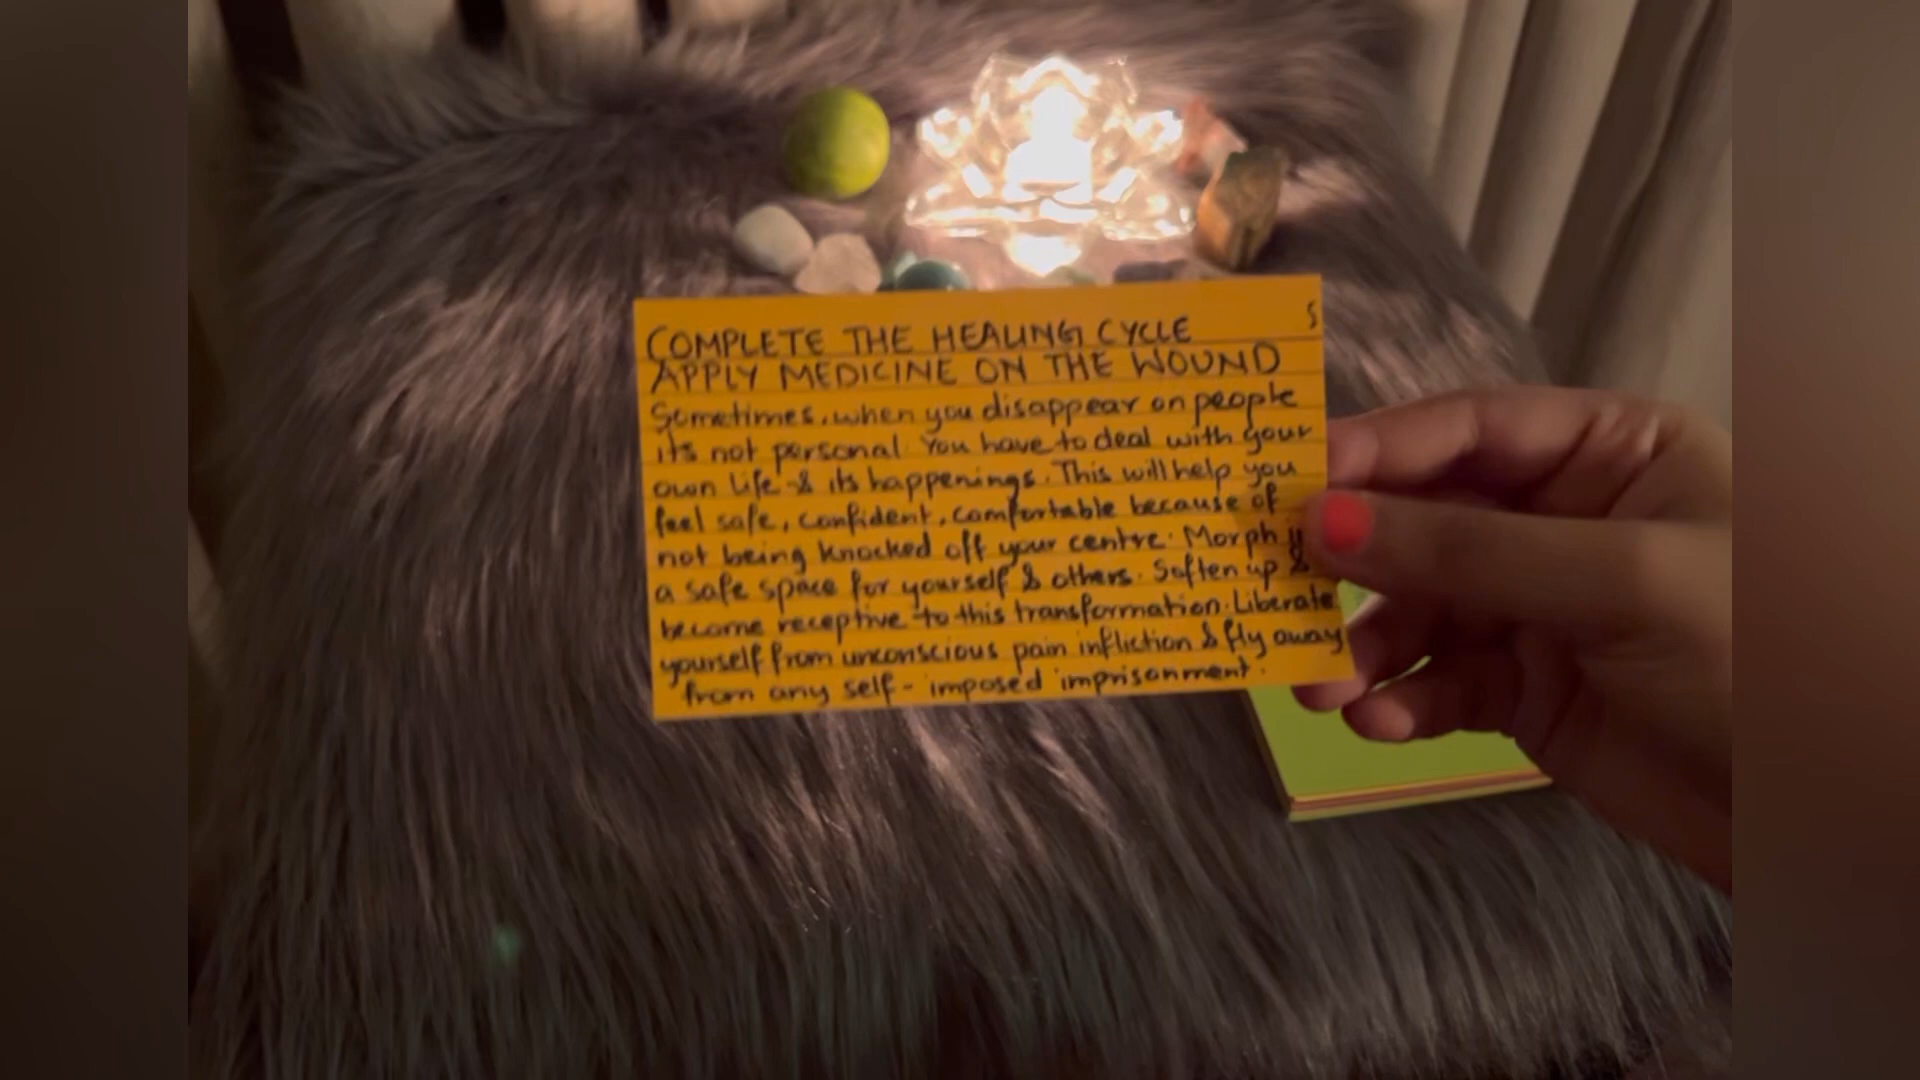 5
COMPLETE THE HEALING CYCLE
APPLY MEDICINE ON THE WOUND
Sometimes, when you disappear on people
its not personal. You have to deal with your
own life & its happenings. This will help you
feel safe, confident, comfortable because of
not being knocked off your centre. Morph
a safe space for yourself & others. Soften up &
become receptive to this transformation. Liberate
yourself from unconscious pain infliction & fly away
from any self-imposed imprisonment.